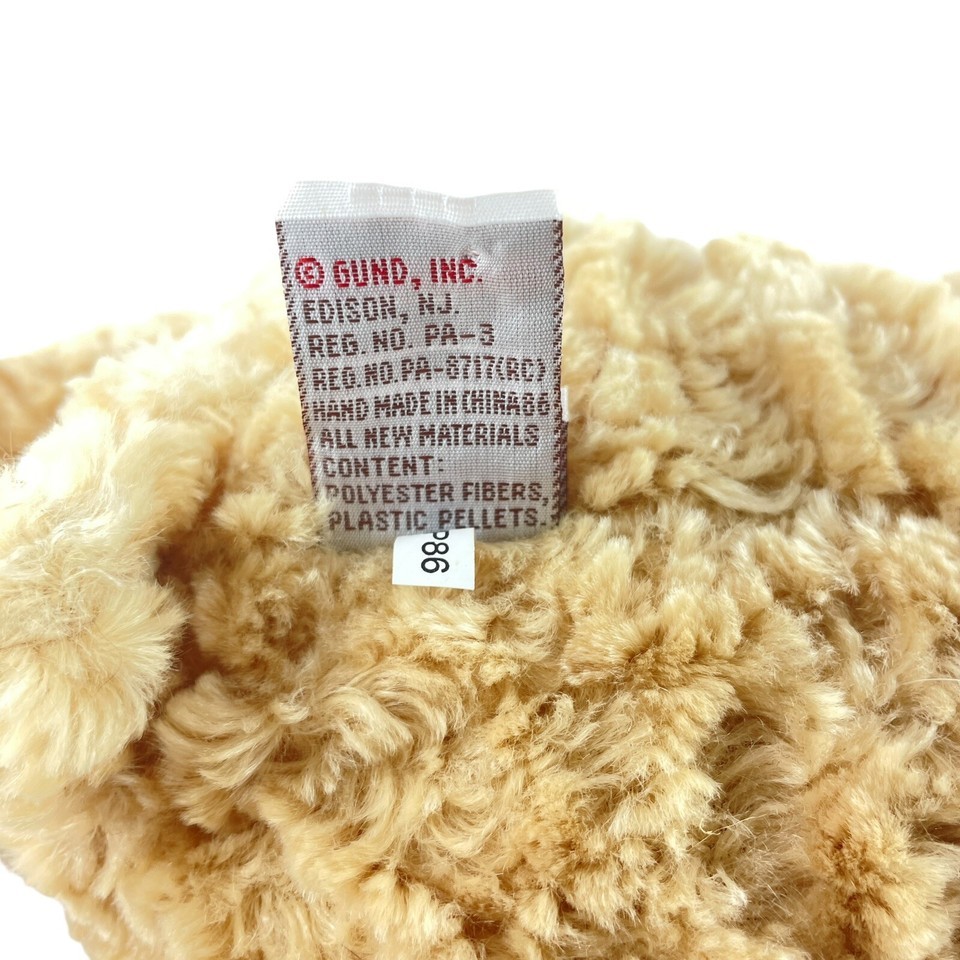 © GUND, INC.
EDISON, NJ.
REG. NO. PA-3
REG.NO.PA-6717(RC)
HAND MADE IN CHINA86
ALL NEW MATERIALS
CONTENT:
POLYESTER FIBERS,
PLASTIC PELLETS.
986